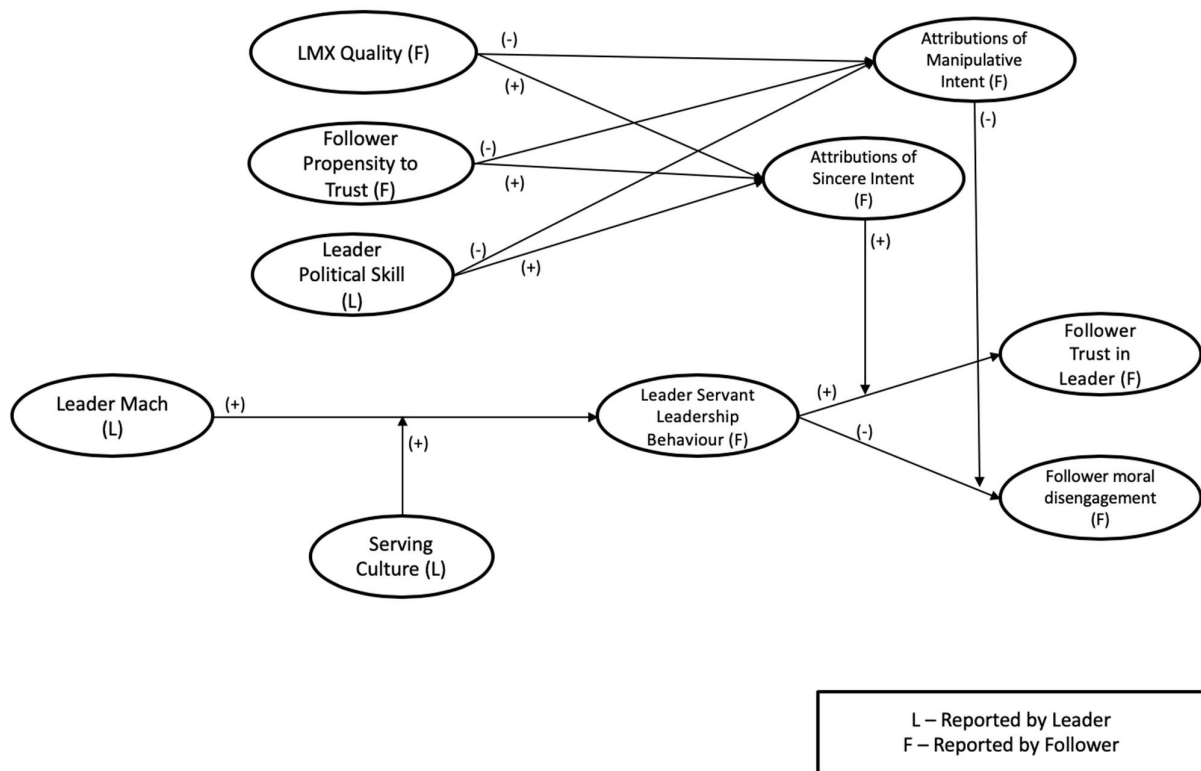 LMX Quality (F)
(-)
(+)
Attributions of
Manipulative
Intent (F)
(-)
Follower
Propensity to
Trust (F)
(-)
(+)
Attributions of
Sincere Intent
(F)
(+)
Leader
Political Skill
(L)
(-)
(+)
Leader Mach
(L)
(+)
(+)
Serving
Culture (L)
Leader Servant
Leadership
Behaviour (F)
(+)
(-)
Follower
Trust in
Leader (F)
Follower moral
disengagement
(F)
L – Reported by Leader
F – Reported by Follower